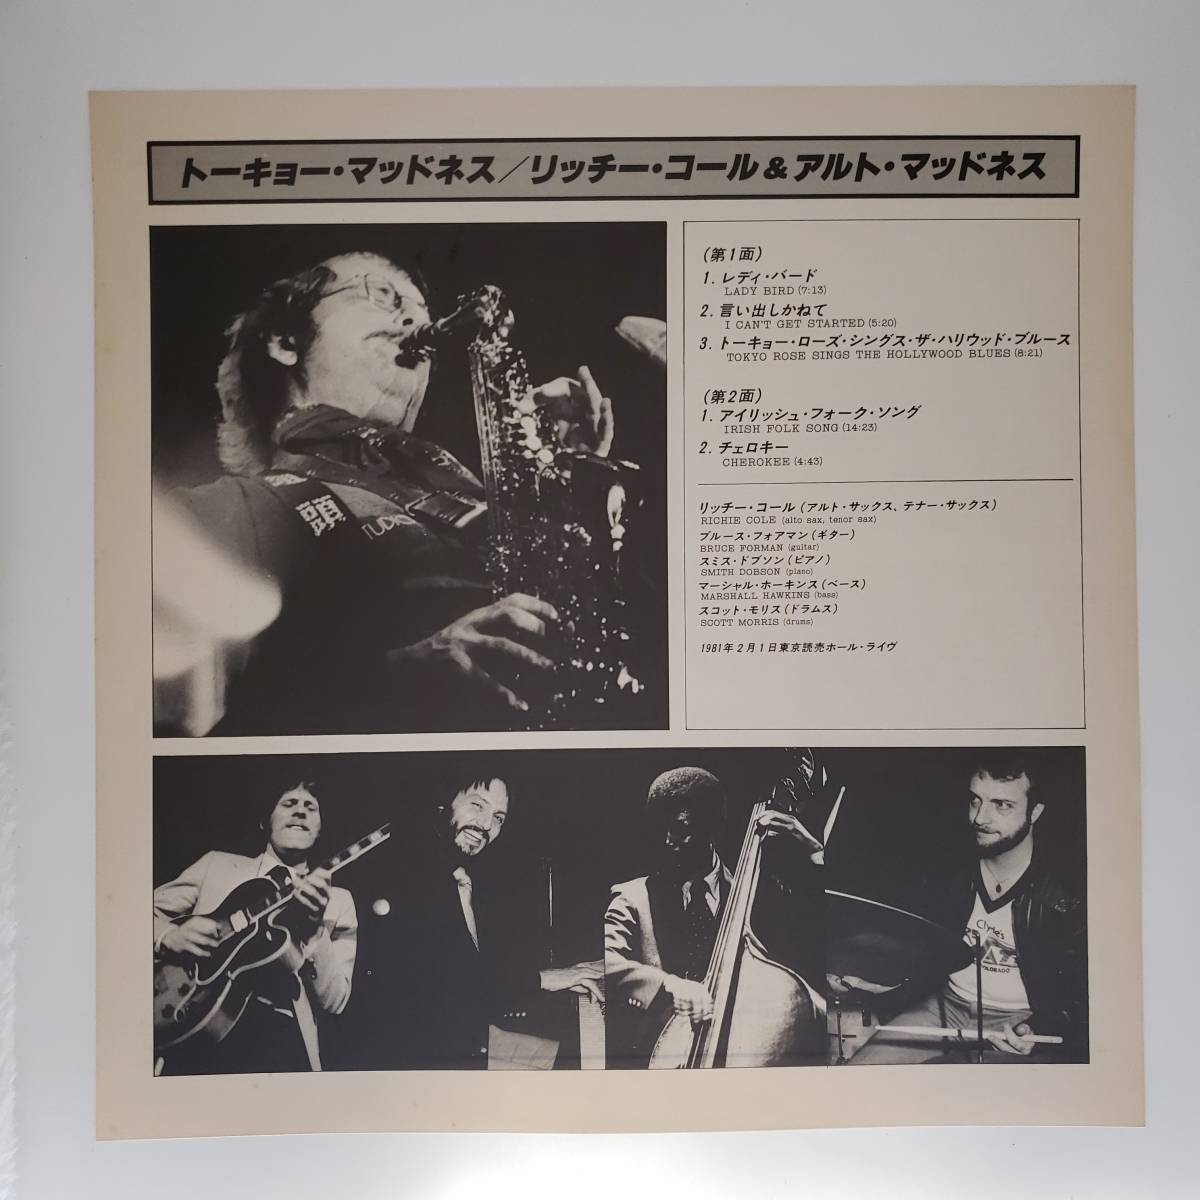 トーキョー・マッドネス／リッチー・コール&アルト・マッドネス
(第1面)
1. レディ・バード
LADY BIRD (7:13)
2. 言い出しかねて
I CAN'T GET STARTED (5:20)
3. トーキョー・ローズ・シングス・ザ・ハリウッド・ブルース
TOKYO ROSE SINGS THE HOLLYWOOD BLUES (8:21)
(第2面)
1. アイリッシュ・フォーク・ソング
IRISH FOLK SONG (14:23)
2. チェロキー
CHEROKEE (4:43)
リッチー・コール (アルト・サックス、テナー・サックス)
RICHIE COLE (alto sax, tenor sax)
ブルース・フォアマン (ギター)
BRUCE FORMAN (guitar)
スミス・ドブソン (ピアノ)
SMITH DOBSON (piano)
マーシャル・ホーキンス (ベース)
MARSHALL HAWKINS (bass)
スコット・モリス (ドラムス)
SCOTT MORRIS (drums)
1981年2月1日東京読売ホール・ライヴ
Clyde's